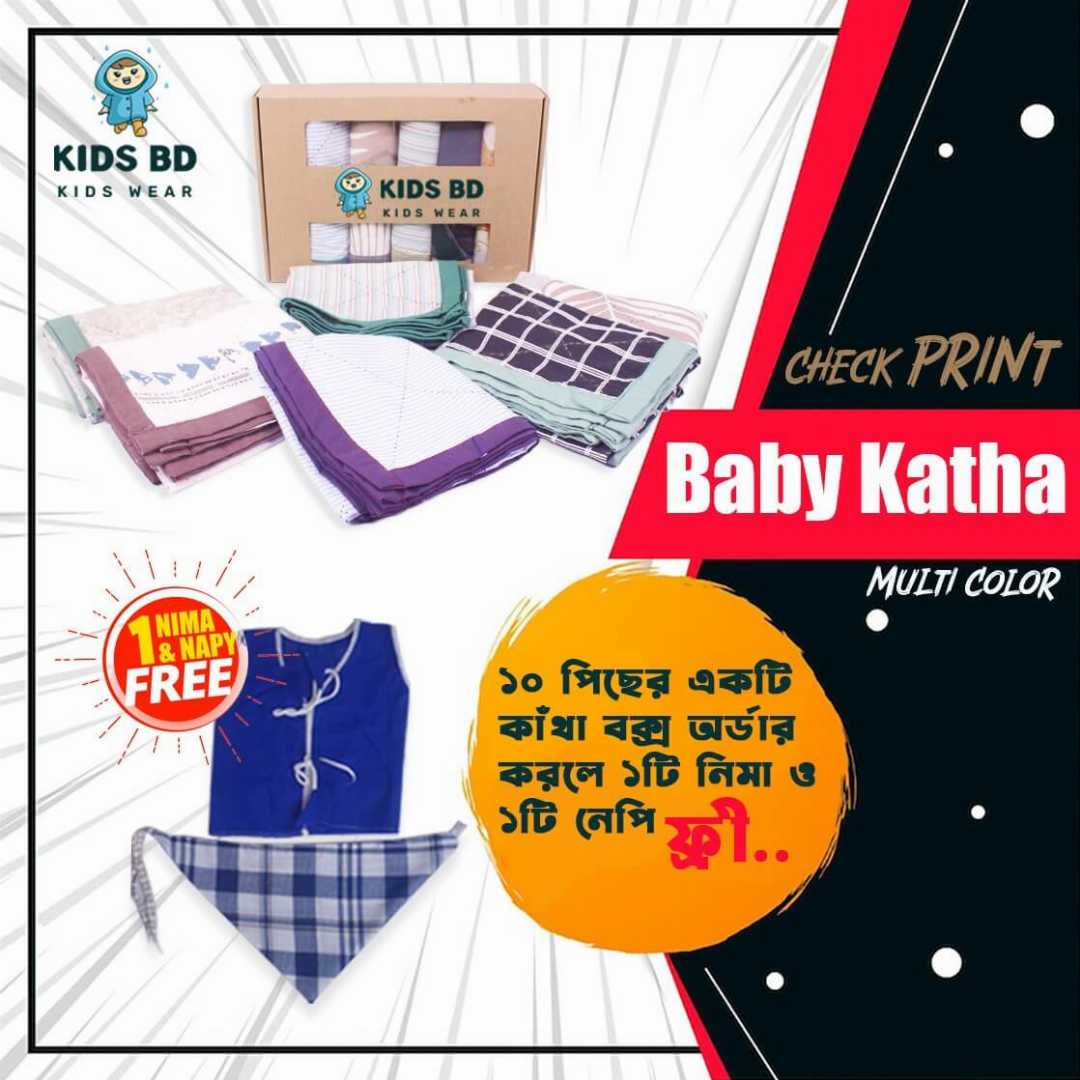 KIDS BD
KIDS WEAR
KIDS BD
KIDS WEAR
CHECK PRINT
Baby Katha
MULTI COLOR
1 NIMA
& NAPY
FREE
১০ পিছের একটি
কাঁথা বক্স অর্ডার
করলে ১টি নিমা ও
১টি নেপি ফ্রী..